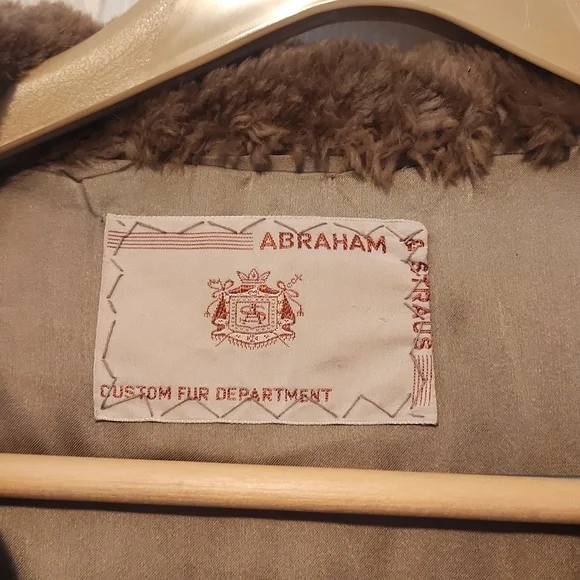 ABRAHAM
& STRAUS
CUSTOM FUR DEPARTMENT